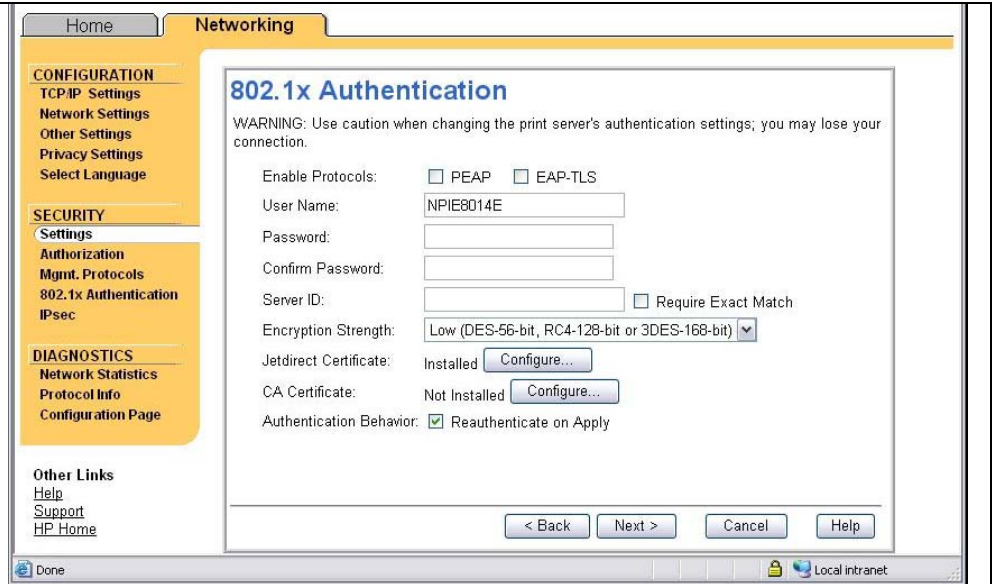 Home
Networking
CONFIGURATION
TCP/IP Settings
Network Settings
Other Settings
Privacy Settings
Select Language
SECURITY
Settings
Authorization
Mgmt. Protocols
802.1x Authentication
IPsec
DIAGNOSTICS
Network Statistics
Protocol Info
Configuration Page
Other Links
Help
Support
HP Home
802.1x Authentication
WARNING: Use caution when changing the print server's authentication settings; you may lose your
connection.
Enable Protocols: PEAP EAP-TLS
User Name: NPIE8014E
Password:
Confirm Password:
Server ID: Require Exact Match
Encryption Strength: Low (DES-56-bit, RC4-128-bit or 3DES-168-bit)
Jetdirect Certificate: Installed Configure...
CA Certificate: Not Installed Configure...
Authentication Behavior: Reauthenticate on Apply
< Back Next > Cancel Help
Done Local intranet